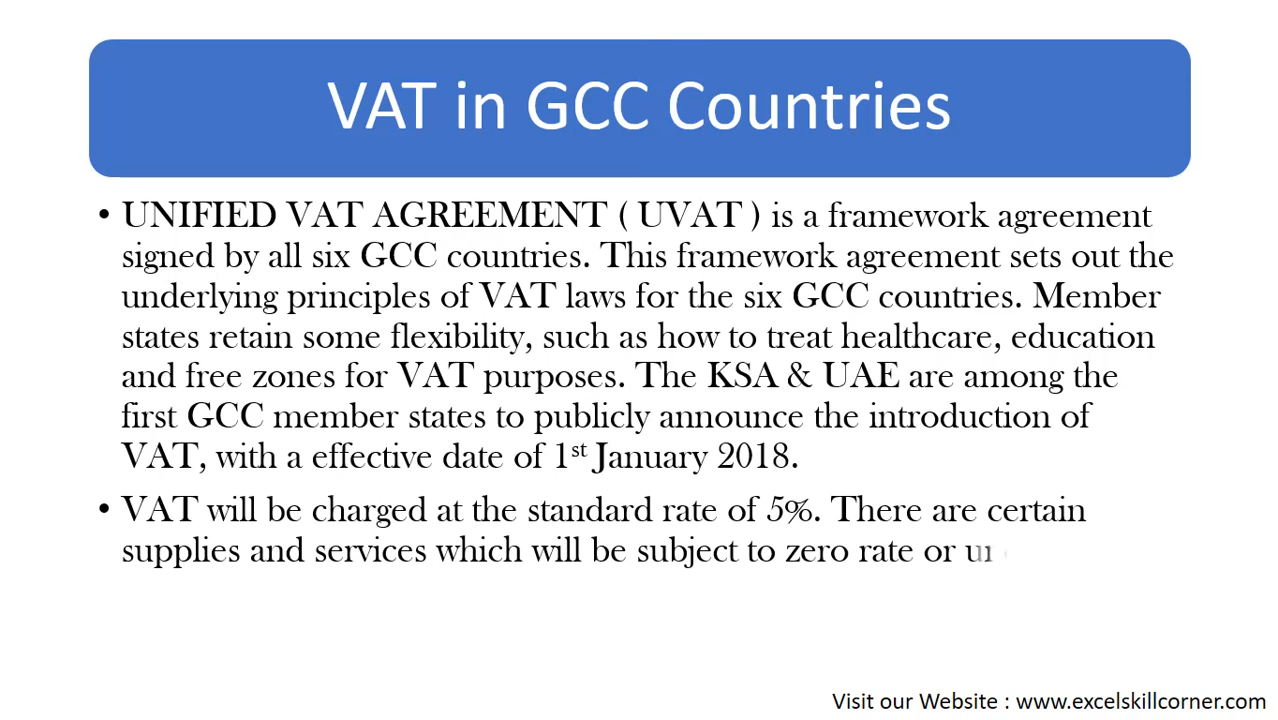 VAT in GCC Countries
• UNIFIED VAT AGREEMENT ( UVAT ) is a framework agreement
signed by all six GCC countries. This framework agreement sets out the
underlying principles of VAT laws for the six GCC countries. Member
states retain some flexibility, such as how to treat healthcare, education
and free zones for VAT purposes. The KSA & UAE are among the
first GCC member states to publicly announce the introduction of
VAT, with a effective date of 1st January 2018.
• VAT will be charged at the standard rate of 5%. There are certain
supplies and services which will be subject to zero rate or
Visit our Website : www.excelskillcorner.com